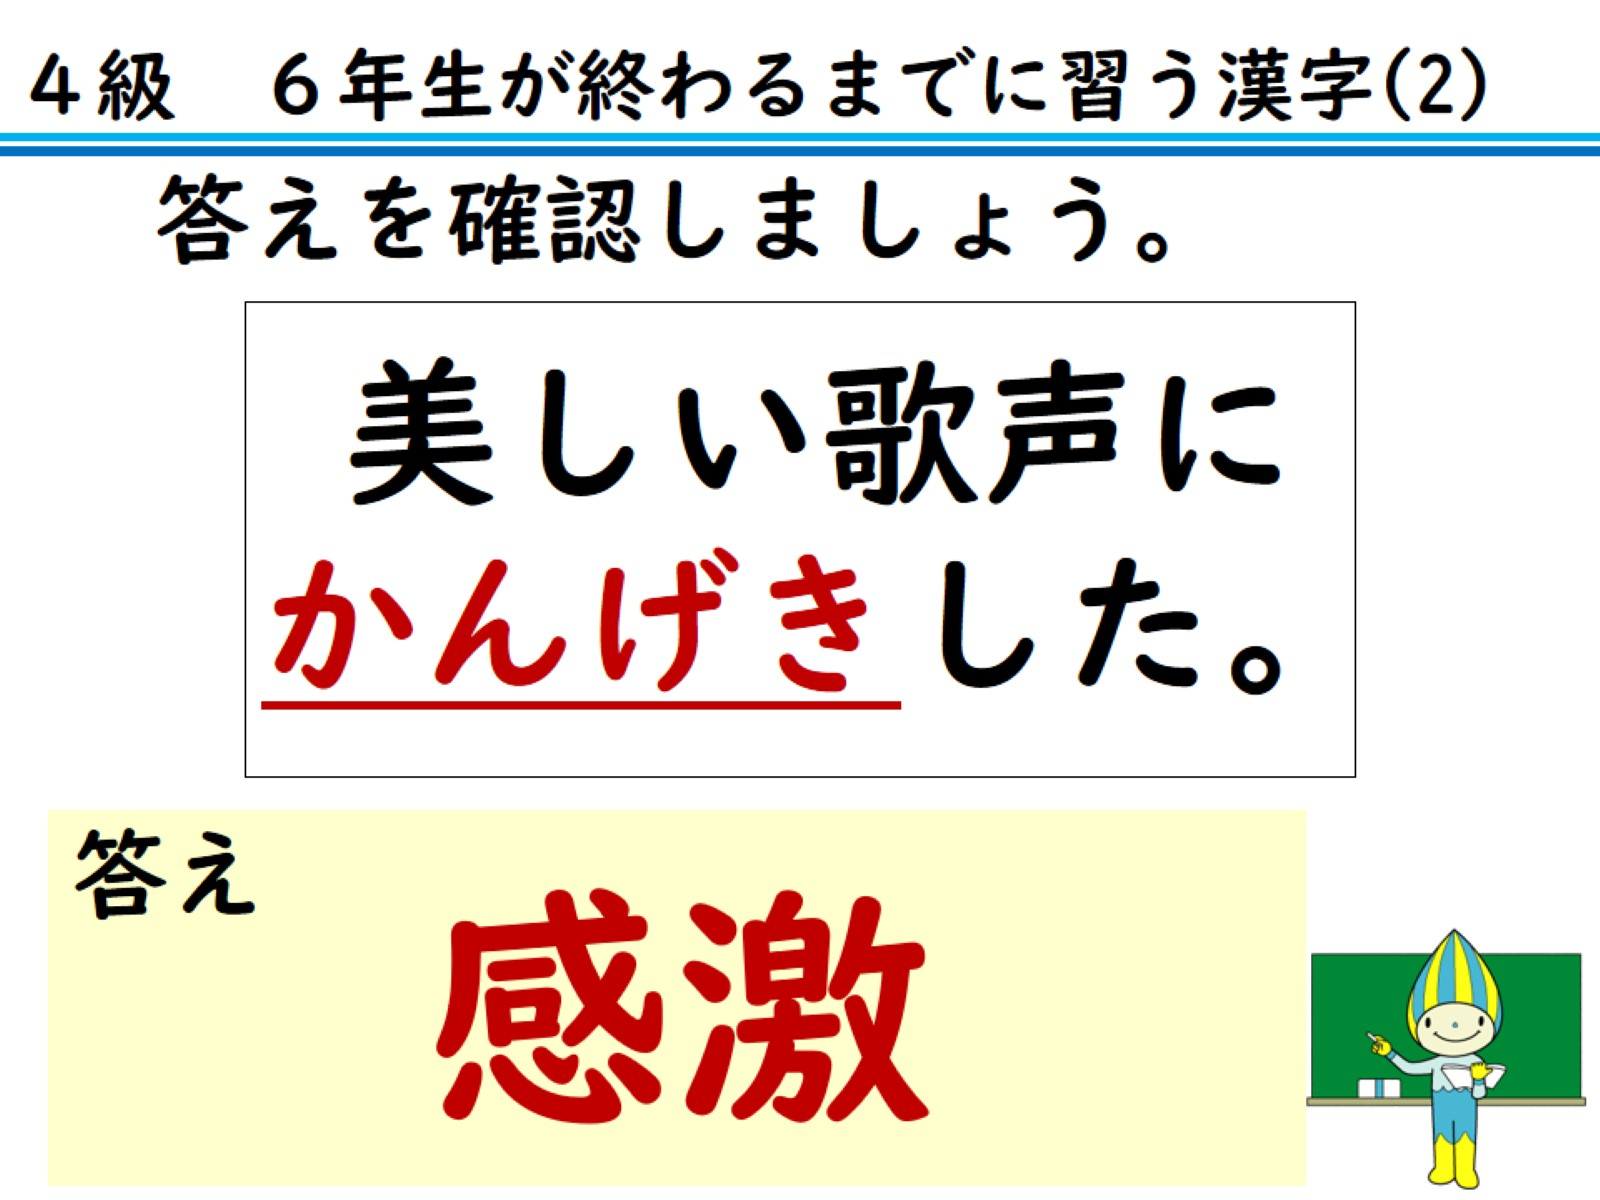 ４級　６年生が終わるまでに習う漢字(2)
答えを確認しましょう。
美しい歌声に
かんげきした。
答え
感激